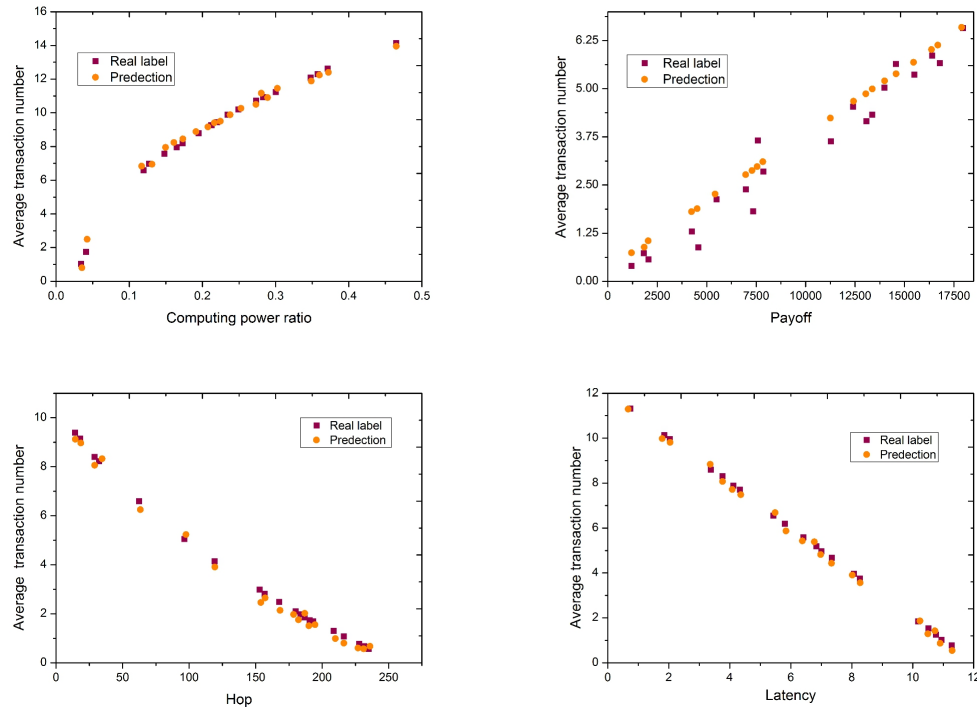 16
14
12
10
8
6
4
2
0
Average transaction number
Real label
Predection
0.0 0.1 0.2 0.3 0.4 0.5
Computing power ratio
6.25
5.00
3.75
2.50
1.25
0.00
Average transaction number
Real label
Predection
2500 5000 7500 10000 12500 15000 17500
Payoff
10
8
6
4
2
0
Average transaction number
Real label
Predection
0 50 100 150 200 250
Hop
12
10
8
6
4
2
0
Average transaction number
Real label
Predection
0 2 4 6 8 10 12
Latency